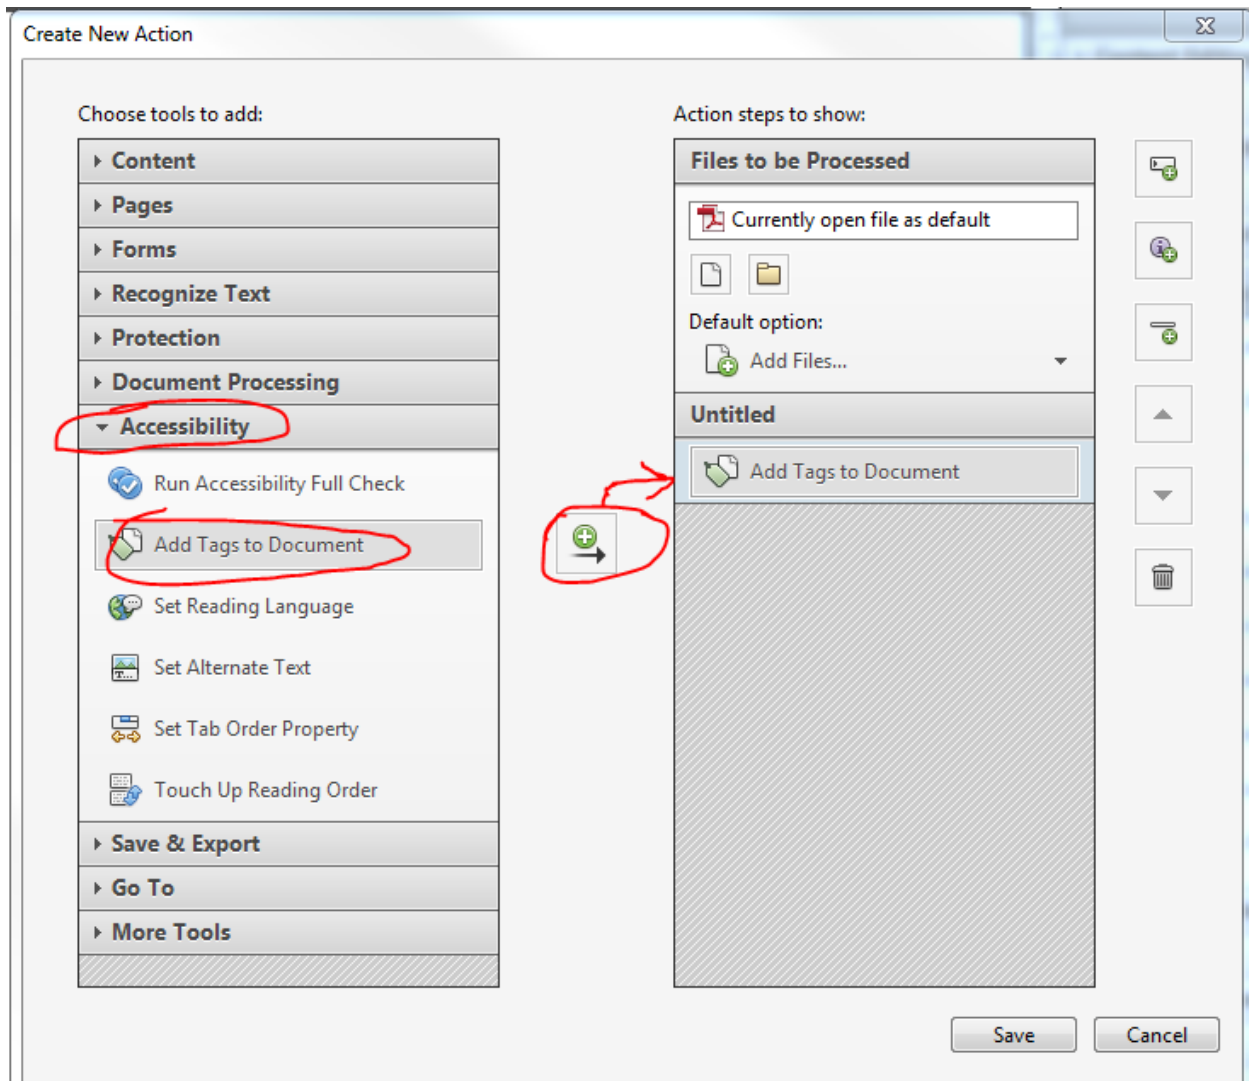 Create New Action
Choose tools to add:
Content
Pages
Forms
Recognize Text
Protection
Document Processing
Accessibility
Run Accessibility Full Check
Add Tags to Document
Set Reading Language
Set Alternate Text
Set Tab Order Property
Touch Up Reading Order
Save & Export
Go To
More Tools
Action steps to show:
Files to be Processed
Currently open file as default
Default option:
Add Files...
Untitled
Add Tags to Document
Save
Cancel